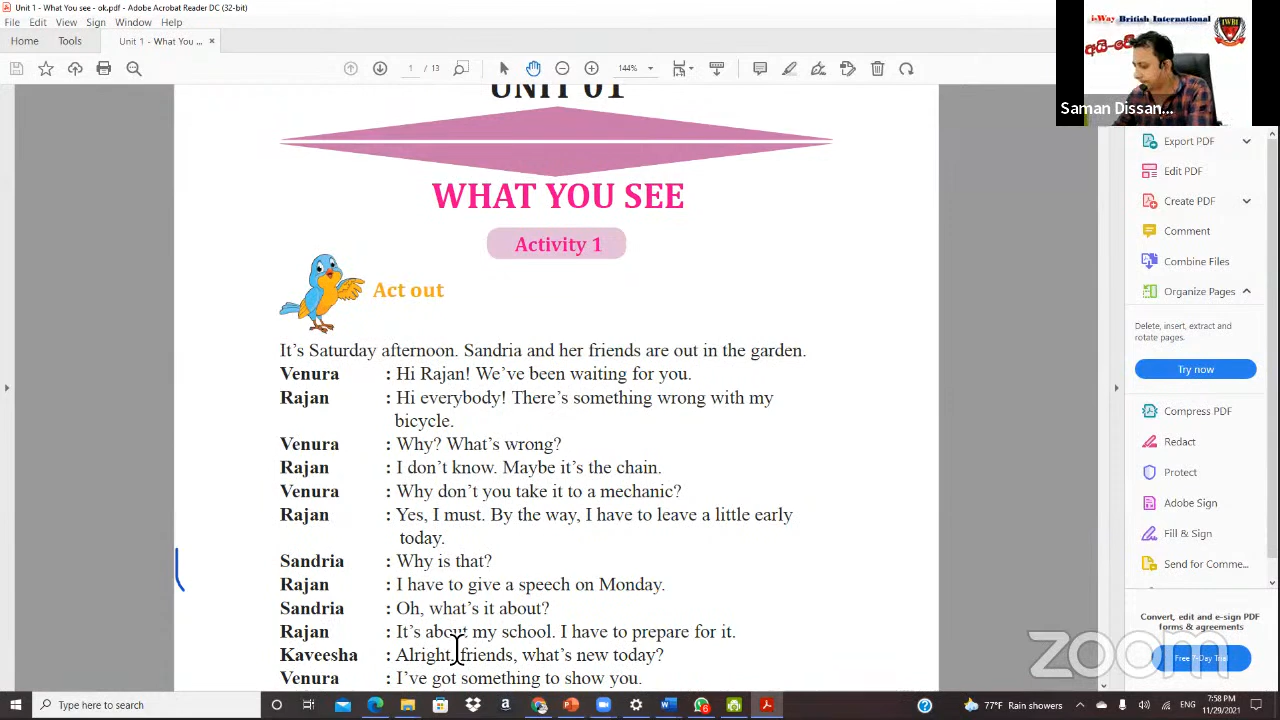 Unit 1 - What You see - ok.pdf - Adobe Acrobat Reader DC (32-bit)
File Edit View Sign Window Help
Home Tools Unit 1 - What You ... ×
1 / 13 144%
UNIT 01
WHAT YOU SEE
Activity 1
Act out
It's Saturday afternoon. Sandria and her friends are out in the garden.
Venura : Hi Rajan! We've been waiting for you.
Rajan : Hi everybody! There's something wrong with my
bicycle.
Venura : Why? What's wrong?
Rajan : I don't know. Maybe it's the chain.
Venura : Why don't you take it to a mechanic?
Rajan : Yes, I must. By the way, I have to leave a little early
today.
Sandria : Why is that?
Rajan : I have to give a speech on Monday.
Sandria : Oh, what's it about?
Rajan : It's about school. I have to prepare for it.
Kaveesha : Alright friends, what's new today?
Venura : I've got something to show you.
i-Way British International
IWBI
Saman Dissan...
Export PDF
Edit PDF
Create PDF
Comment
Combine Files
Organize Pages
Delete, insert, extract and
rotate pages.
Try now
Compress PDF
Redact
Protect
Adobe Sign
Fill & Sign
Send for Comme...
Convert, edit and e-sign PDF
forms & agreements
Free 7-Day Trial
zoom
Type here to search
77°F Rain showers
7:58 PM
11/29/2021